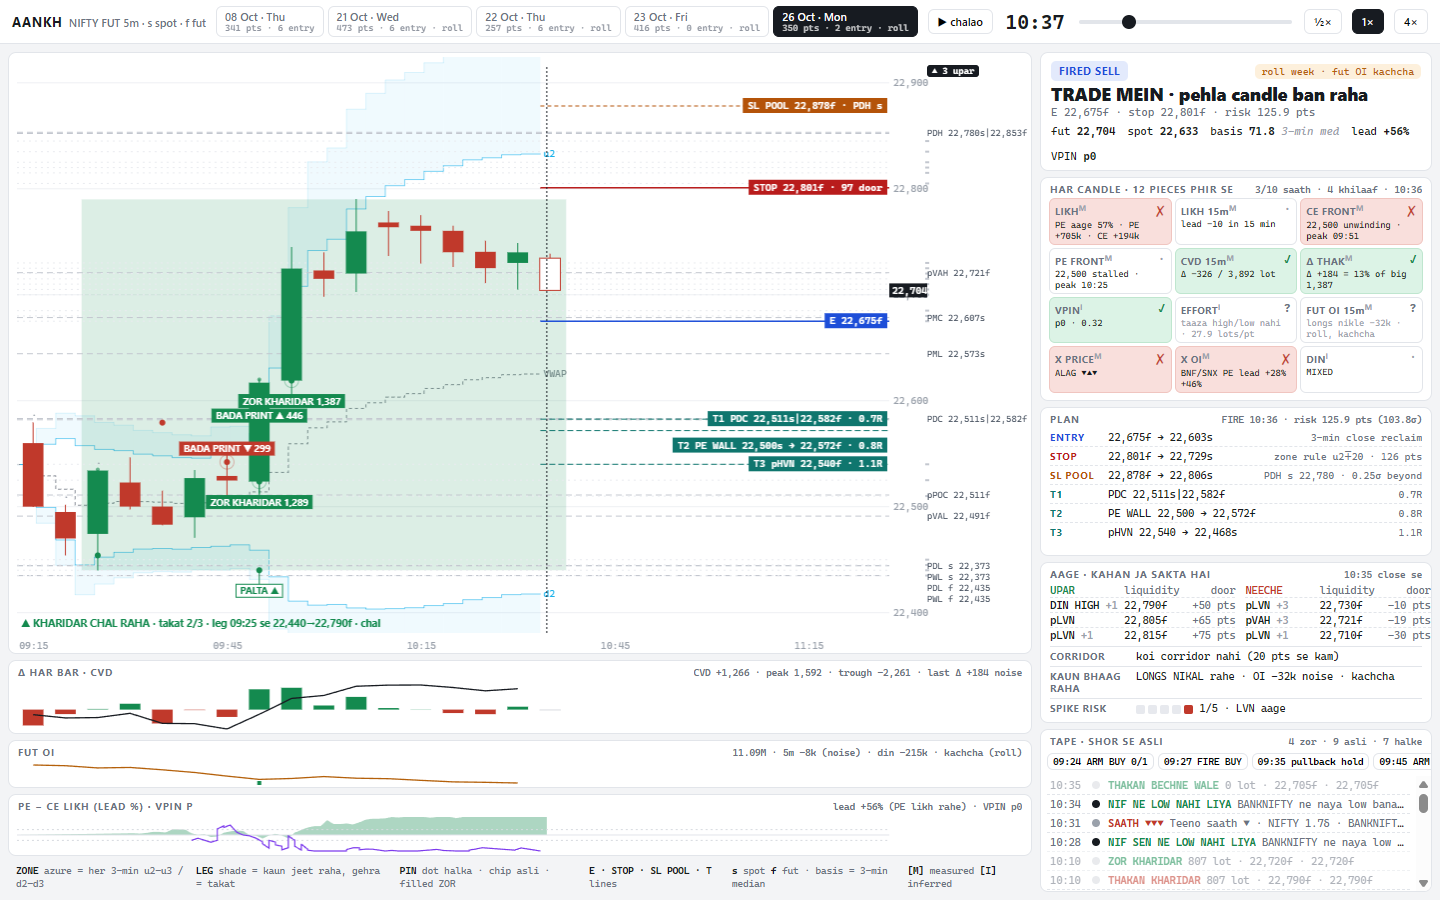 AANKH NIFTY FUT 5m · s spot · f fut
08 Oct · Thu
341 pts · 6 entry
21 Oct · Wed
473 pts · 6 entry · roll
22 Oct · Thu
257 pts · 6 entry · roll
23 Oct · Fri
416 pts · 0 entry · roll
26 Oct · Mon
350 pts · 2 entry · roll
▶ chalao
10:37
½×
1×
4×
▲ 3 upar
22,900
SL POOL 22,878f · PDH s
PDH 22,780s|22,853f
u2
STOP 22,801f · 97 door
22,800
pVAH 22,721f
22,704
E 22,675f
PMC 22,607s
PML 22,573s
VWAP
ZOR KHARIDAR 1,387
22,600
BADA PRINT ▲ 446
T1 PDC 22,511s|22,582f · 0.7R
PDC 22,511s|22,582f
BADA PRINT ▼ 299
T2 PE WALL 22,500s → 22,572f · 0.8R
T3 pHVN 22,540f · 1.1R
ZOR KHARIDAR 1,289
pPOC 22,511f
22,500
pVAL 22,491f
PDL s 22,373
PWL s 22,373
PDL f 22,435
PWL f 22,435
PALTA ▲
d2
22,400
▲ KHARIDAR CHAL RAHA · takat 2/3 · leg 09:25 se 22,440→22,790f · chal
09:15
09:45
10:15
10:45
11:15
Δ HAR BAR · CVD
CVD +1,266 · peak 1,592 · trough −2,261 · last Δ +184 noise
FUT OI
11.09M · 5m −8k (noise) · din −215k · kachcha (roll)
PE − CE LIKH (LEAD %) · VPIN P
lead +56% (PE likh rahe) · VPIN p0
ZONE azure = her 3-min u2–u3 / d2–d3
LEG shade = kaun jeet raha, gehra = takat
PIN dot halka · chip asli · filled ZOR
E · STOP · SL POOL · T lines
s spot f fut · basis = 3-min median
[M] measured [I] inferred
FIRED SELL
roll week · fut OI kachcha
TRADE MEIN · pehla candle ban raha
E 22,675f · stop 22,801f · risk 125.9 pts
fut 22,704 spot 22,633 basis 71.8 3-min med lead +56%
VPIN p0
HAR CANDLE · 12 PIECES PHIR SE
3/10 saath · 4 khilaaf · 10:36
LIKH M ✗
PE aage 57% · PE +705k · CE +194k
LIKH 15m M ·
lead −10 in 15 min
CE FRONT M ✗
22,500 unwinding · peak 09:51
PE FRONT M ·
22,500 stalled · peak 10:25
CVD 15m M ✓
Δ −326 / 3,892 lot
Δ THAK M ✓
Δ +184 = 13% of big 1,387
VPIN I ✓
p0 · 0.32
EFFORT I ?
taaza high/low nahi · 27.9 lots/pt
FUT OI 15m M ?
longs nikle −32k · roll, kachcha
X PRICE M ✗
ALAG ▼▲▼
X OI M ✗
BNF/SNX PE lead +28% +46%
DIN I ·
MIXED
PLAN
FIRE 10:36 · risk 125.9 pts (103.8σ)
ENTRY 22,675f → 22,603s 3-min close reclaim
STOP 22,801f → 22,729s zone rule u2+20 · 126 pts
SL POOL 22,878f → 22,806s PDH s 22,780 · 0.25σ beyond
T1 PDC 22,511s|22,582f 0.7R
T2 PE WALL 22,500 → 22,572f 0.8R
T3 pHVN 22,540 → 22,468s 1.1R
AAGE · KAHAN JA SAKTA HAI
10:35 close se
UPAR liquidity door NEECHE liquidity door
DIN HIGH +1 22,790f +50 pts pLVN +3 22,730f −10 pts
pLVN 22,805f +65 pts pVAH +3 22,721f −19 pts
pLVN +1 22,815f +75 pts pLVN +1 22,710f −30 pts
CORRIDOR koi corridor nahi (20 pts se kam)
KAUN BHAAG RAHA LONGS NIKAL rahe · OI −32k noise · kachcha
SPIKE RISK 1/5 · LVN aage
TAPE · SHOR SE ASLI
4 zor · 9 asli · 7 halke
09:24 ARM BUY 0/1
09:27 FIRE BUY
09:35 pullback hold
09:45 ARM
10:35 THAKAN BECHNE WALE 0 lot · 22,705f · 22,705f
10:34 NIF NE LOW NAHI LIYA BANKNIFTY ne naya low bana…
10:31 SAATH ▼▼▼ Teeno saath ▼ · NIFTY 1.7δ · BANKNIFT…
10:28 NIF SEN NE LOW NAHI LIYA BANKNIFTY ne naya low …
10:10 ZOR KHARIDAR 807 lot · 22,720f · 22,720f
10:10 THAKAN KHARIDAR 807 lot · 22,790f · 22,790f